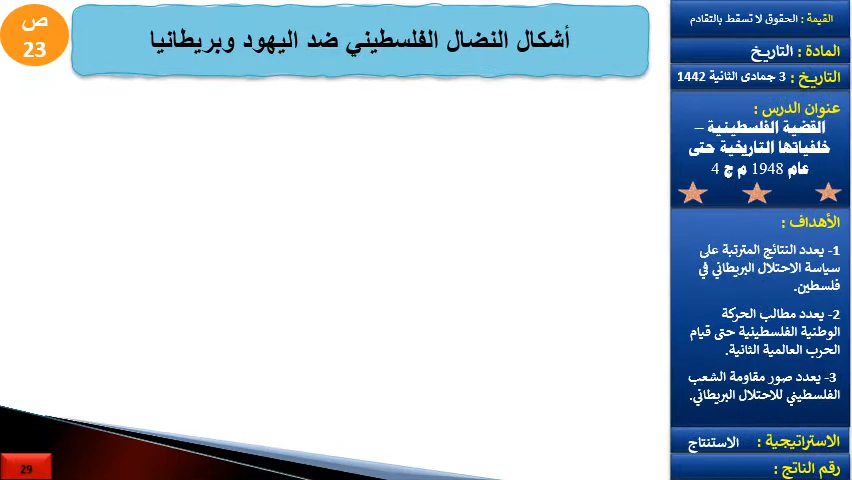 القيمة : الحقوق لا تسقط بالتقادم
المادة : التاريخ
التاريخ : 3 جمادى الثانية 1442
عنوان الدرس :
القضية الفلسطينية –
خلفياتها التاريخية حتى
عام 1948 م ج 4
الأهداف :
1- يعدد النتائج المترتبة على
سياسة الاحتلال البريطاني في
فلسطين.
2- يعدد مطالب الحركة
الوطنية الفلسطينية حتى قيام
الحرب العالمية الثانية.
3- يعدد صور مقاومة الشعب
الفلسطيني للاحتلال البريطاني.
الاستراتيجية : الاستنتاج
رقم الناتج :
أشكال النضال الفلسطيني ضد اليهود وبريطانيا
ص
23
29